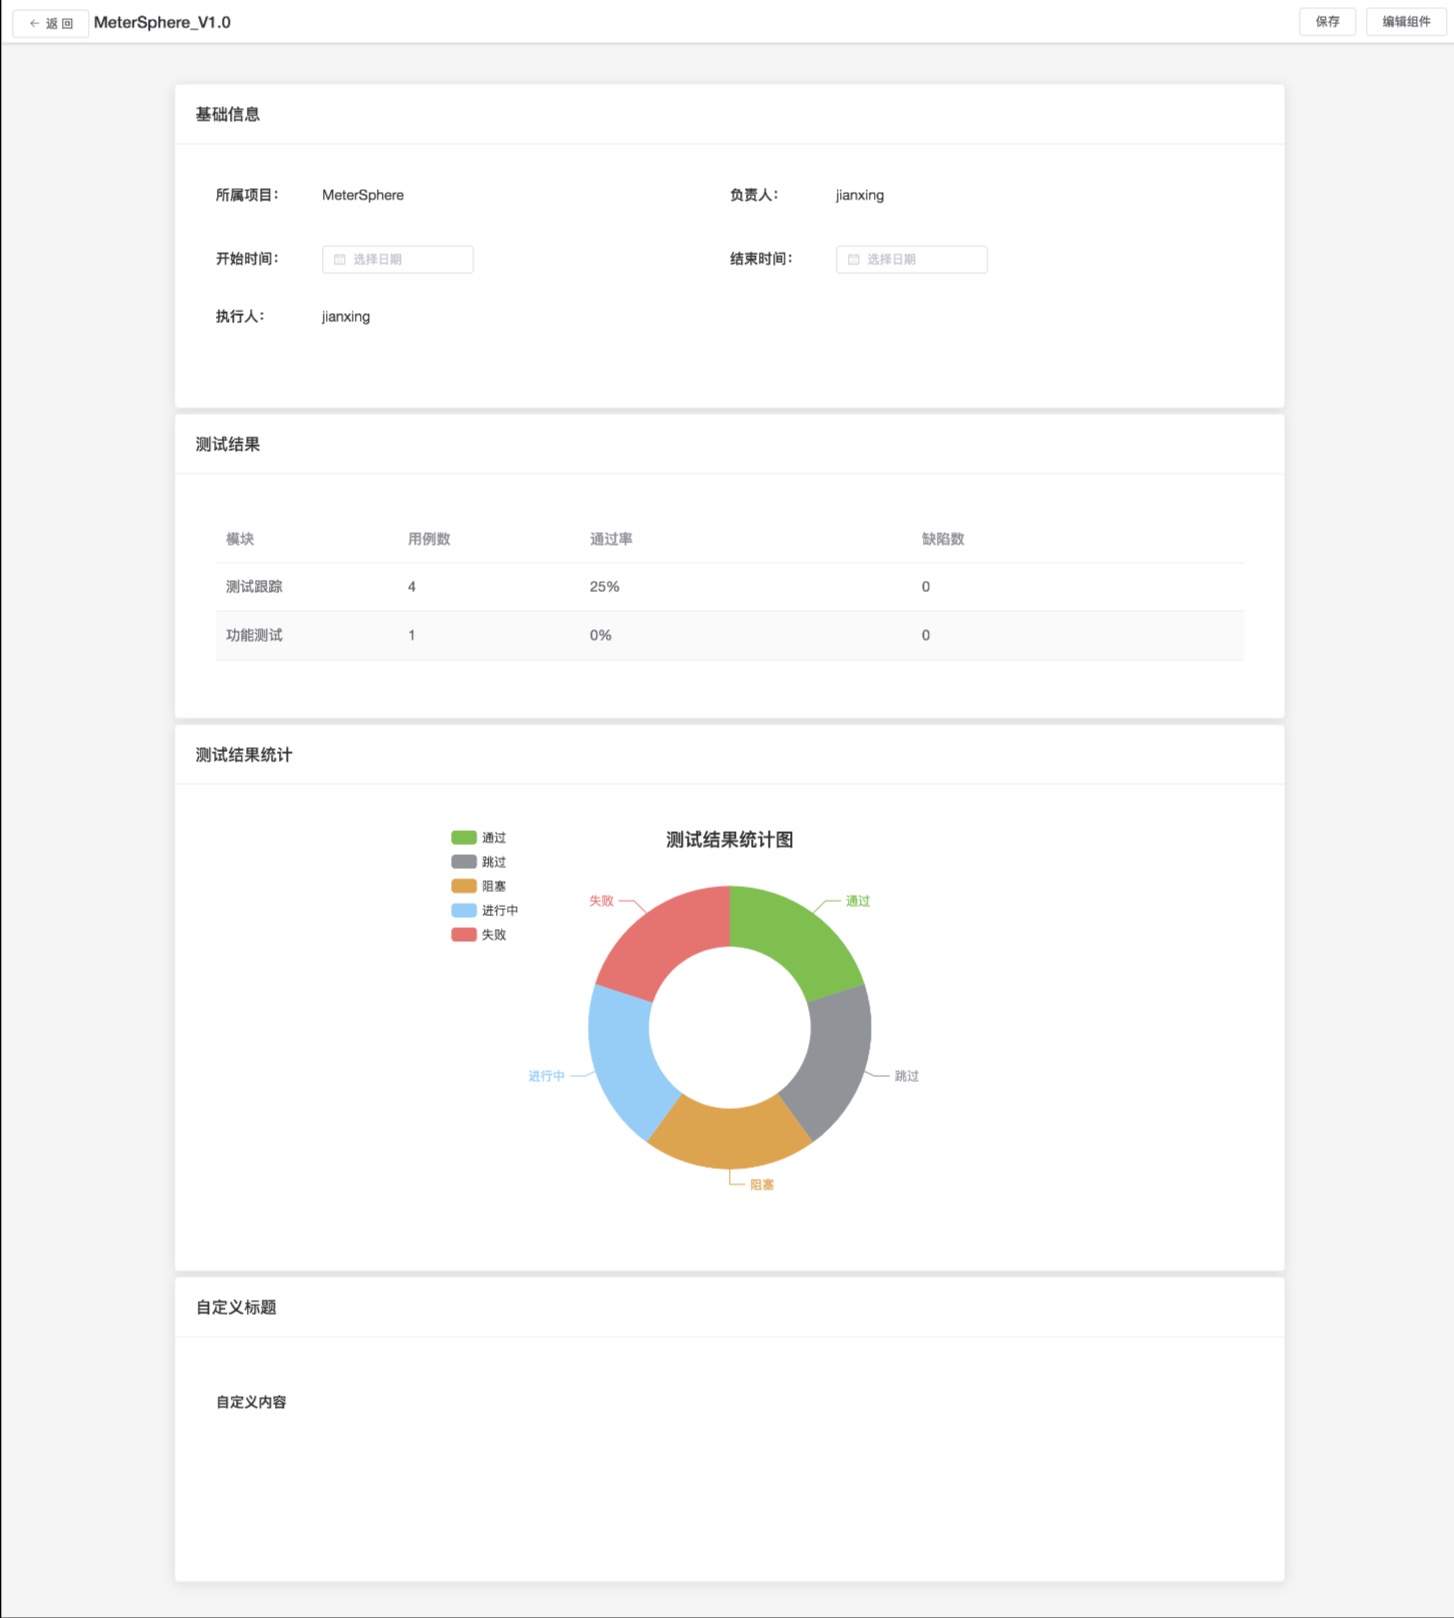 ← 返 回 MeterSphere_V1.0 保存 编辑组件
基础信息
所属项目： MeterSphere 负责人： jianxing
开始时间： 选择日期 结束时间： 选择日期
执行人： jianxing
测试结果
模块 用例数 通过率 缺陷数
测试跟踪 4 25% 0
功能测试 1 0% 0
测试结果统计
测试结果统计图
通过
跳过
阻塞
进行中
失败
失败 通过
进行中 跳过
阻塞
自定义标题
自定义内容